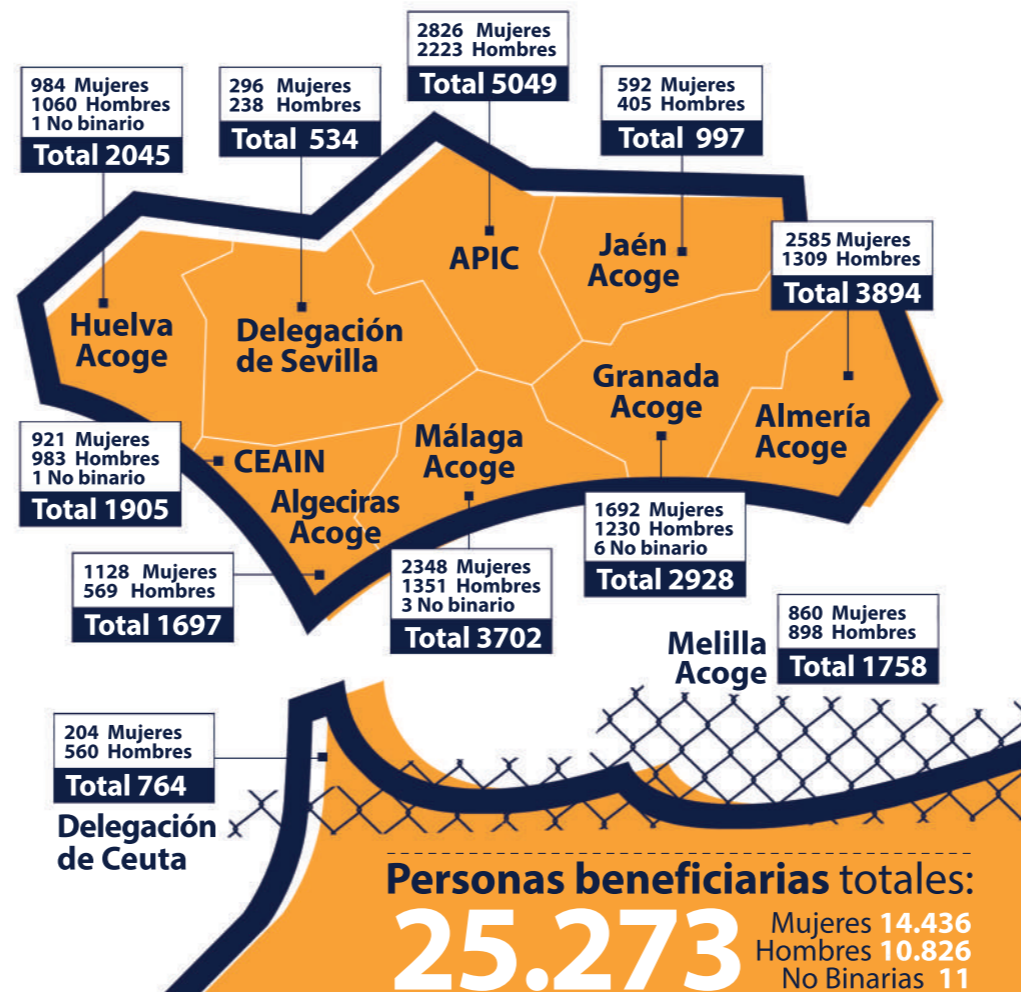 2826 Mujeres
2223 Hombres
Total 5049
984 Mujeres
1060 Hombres
1 No binario
Total 2045
296 Mujeres
238 Hombres
Total 534
592 Mujeres
405 Hombres
Total 997
2585 Mujeres
1309 Hombres
Total 3894
APIC
Jaén
Acoge
Huelva
Acoge
Delegación
de Sevilla
Granada
Acoge
Almería
Acoge
921 Mujeres
983 Hombres
1 No binario
Total 1905
CEAIN
Málaga
Acoge
Algeciras
Acoge
1692 Mujeres
1230 Hombres
6 No binario
Total 2928
1128 Mujeres
569 Hombres
Total 1697
2348 Mujeres
1351 Hombres
3 No binario
Total 3702
Melilla
Acoge
860 Mujeres
898 Hombres
Total 1758
204 Mujeres
560 Hombres
Total 764
Delegación
de Ceuta
Personas beneficiarias totales:
25.273
Mujeres 14.436
Hombres 10.826
No Binarias 11